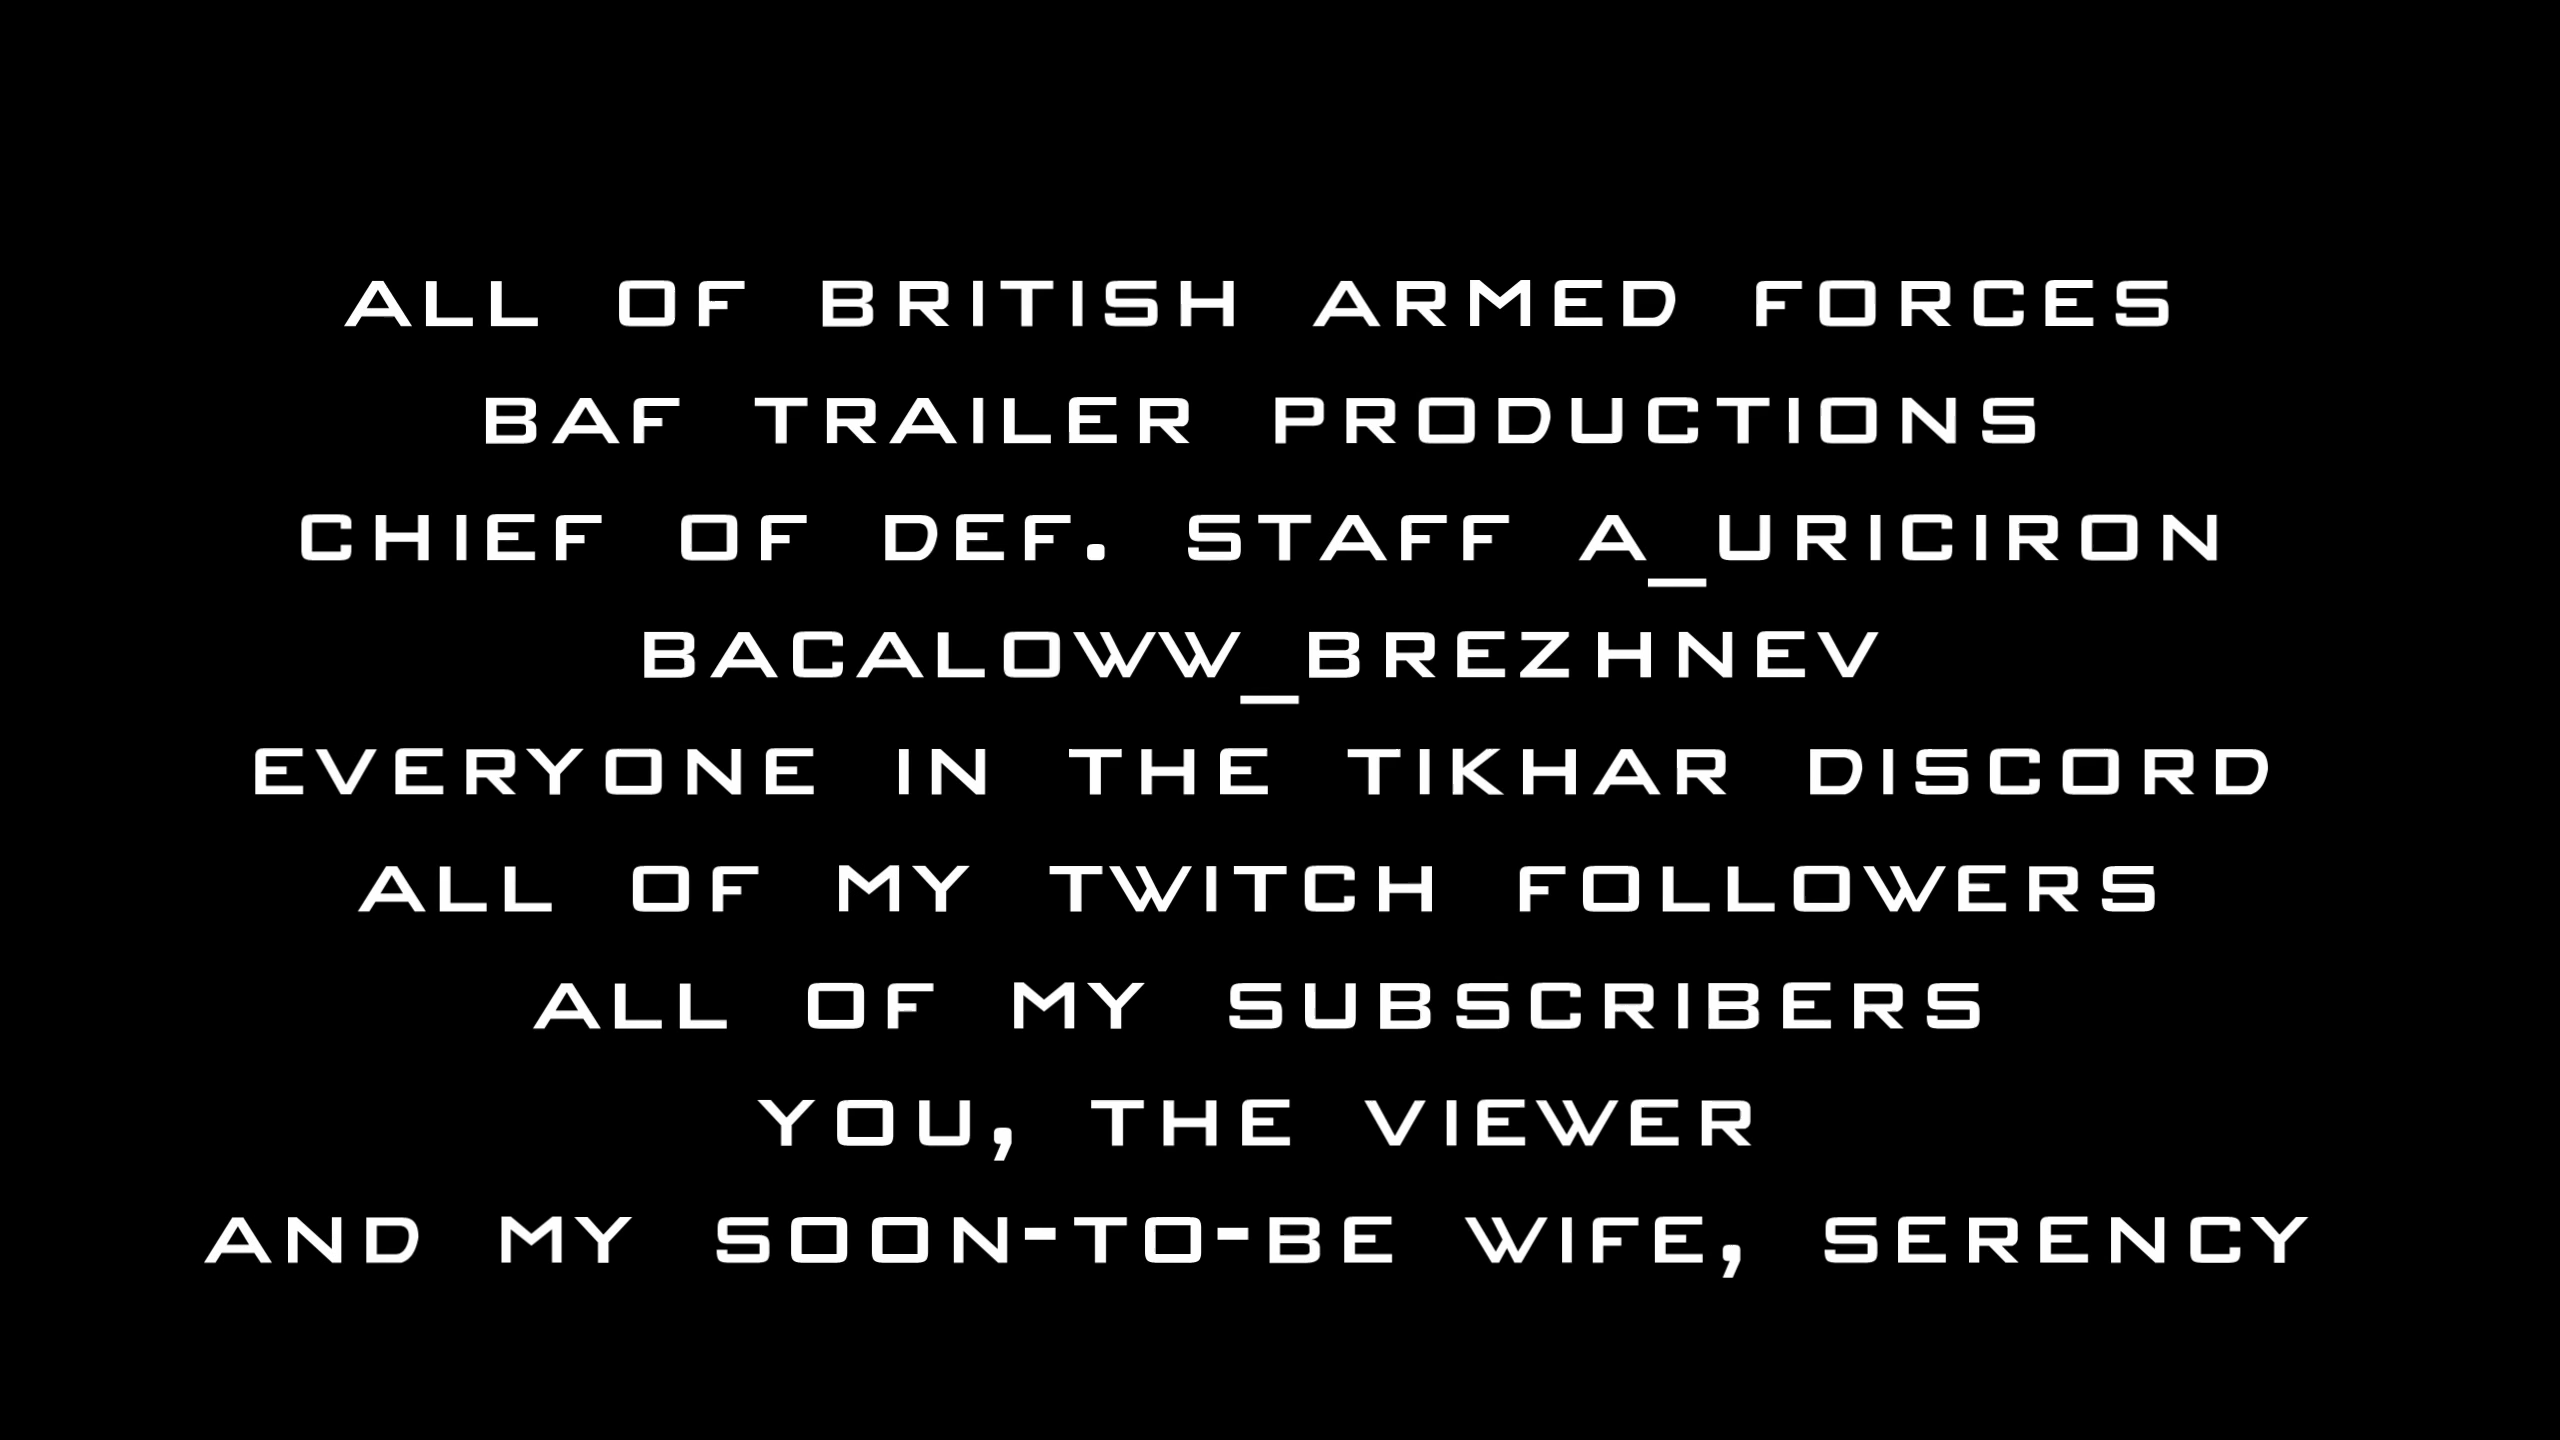 ALL OF BRITISH ARMED FORCES
BAF TRAILER PRODUCTIONS
CHIEF OF DEF. STAFF A_URICIRON
BACALOWW_BREZHNEV
EVERYONE IN THE TIKHAR DISCORD
ALL OF MY TWITCH FOLLOWERS
ALL OF MY SUBSCRIBERS
YOU, THE VIEWER
AND MY SOON-TO-BE WIFE, SERENCY